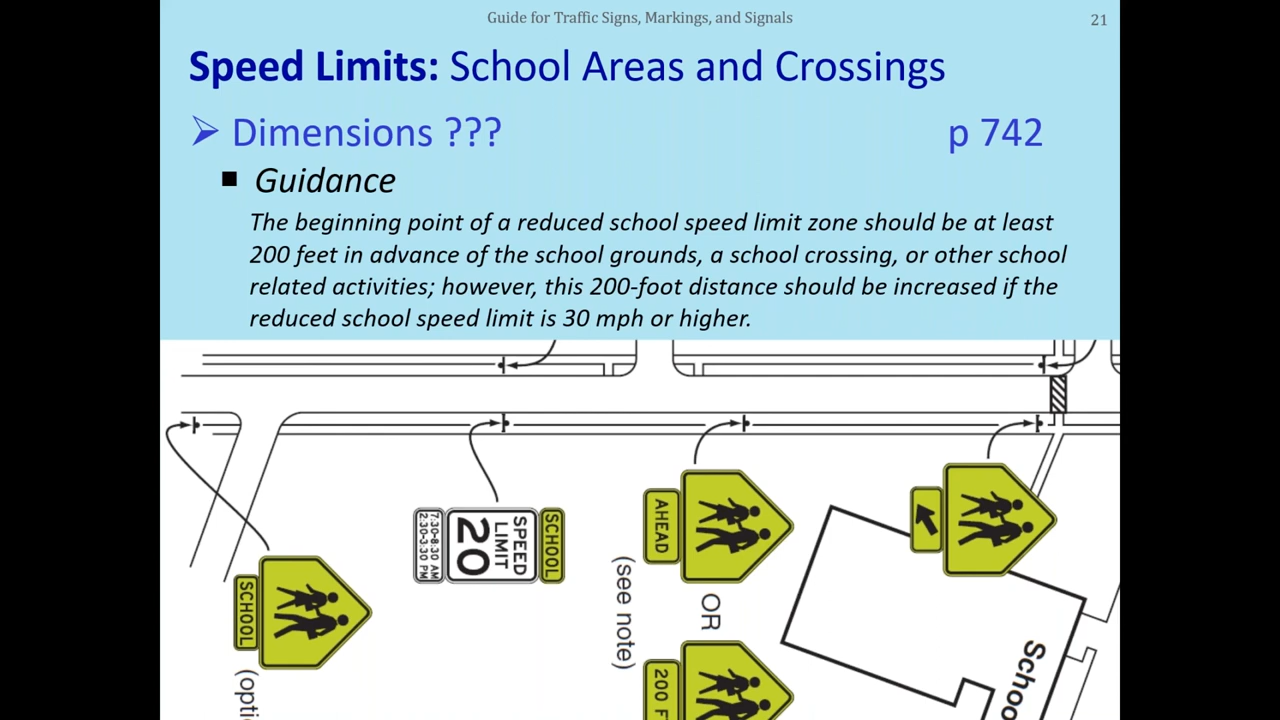 Guide for Traffic Signs, Markings, and Signals
21
Speed Limits: School Areas and Crossings
➢ Dimensions ???
p 742
■ Guidance
The beginning point of a reduced school speed limit zone should be at least
200 feet in advance of the school grounds, a school crossing, or other school
related activities; however, this 200-foot distance should be increased if the
reduced school speed limit is 30 mph or higher.
SCHOOL
SPEED
LIMIT
20
7:30-8:30 AM
2:30-3:30 PM
AHEAD
(see note)
OR
200 F
SCHOOL
(opti
Schoo